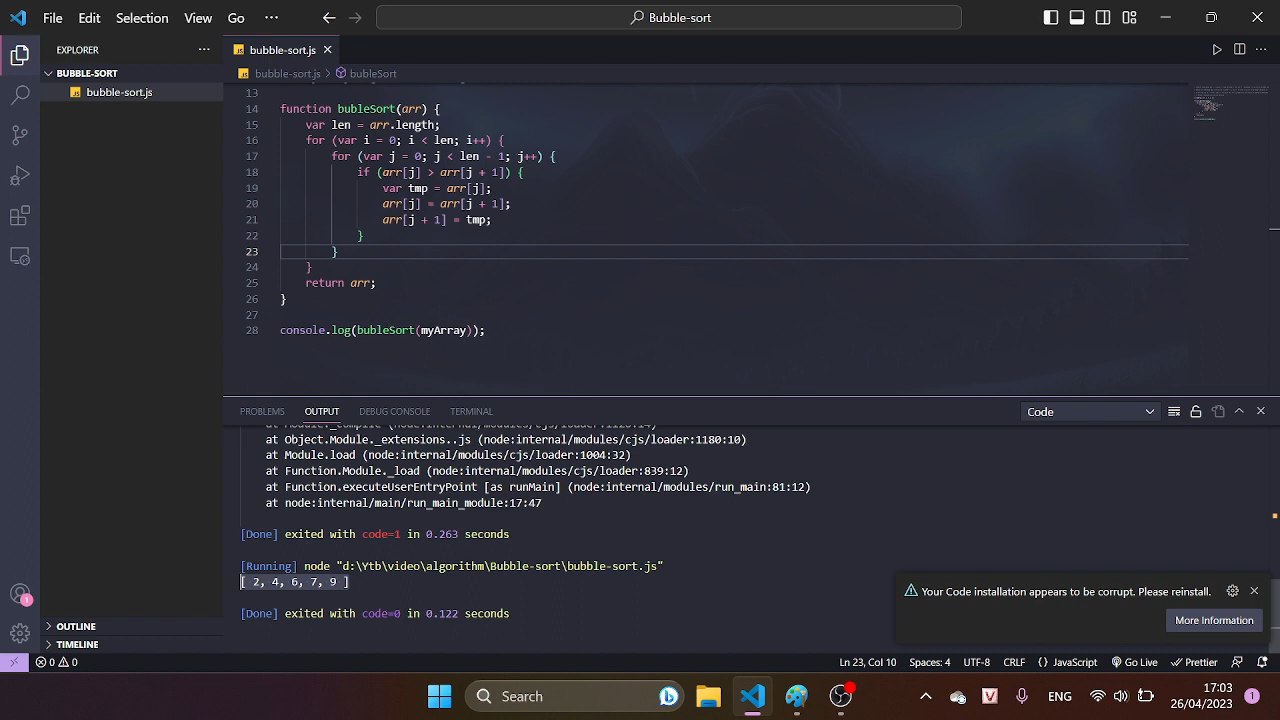 File Edit Selection View Go ··· Bubble-sort
EXPLORER ···
BUBBLE-SORT
JS bubble-sort.js
OUTLINE
TIMELINE
JS bubble-sort.js
JS bubble-sort.js > bubleSort
13
14 function bubleSort(arr) {
15 var len = arr.length;
16 for (var i = 0; i < len; i++) {
17 for (var j = 0; j < len - 1; j++) {
18 if (arr[j] > arr[j + 1]) {
19 var tmp = arr[j];
20 arr[j] = arr[j + 1];
21 arr[j + 1] = tmp;
22 }
23 }
24 }
25 return arr;
26 }
27
28 console.log(bubleSort(myArray));
PROBLEMS OUTPUT DEBUG CONSOLE TERMINAL Code
at Object.Module._extensions..js (node:internal/modules/cjs/loader:1180:10)
at Module.load (node:internal/modules/cjs/loader:1004:32)
at Function.Module._load (node:internal/modules/cjs/loader:839:12)
at Function.executeUserEntryPoint [as runMain] (node:internal/modules/run_main:81:12)
at node:internal/main/run_main_module:17:47
[Done] exited with code=1 in 0.263 seconds
[Running] node "d:\Ytb\video\algorithm\Bubble-sort\bubble-sort.js"
[ 2, 4, 6, 7, 9 ]
[Done] exited with code=0 in 0.122 seconds
Your Code installation appears to be corrupt. Please reinstall.
More Information
1
0 0 Ln 23, Col 10 Spaces: 4 UTF-8 CRLF {} JavaScript Go Live Prettier
Search ENG 17:03
26/04/2023 1